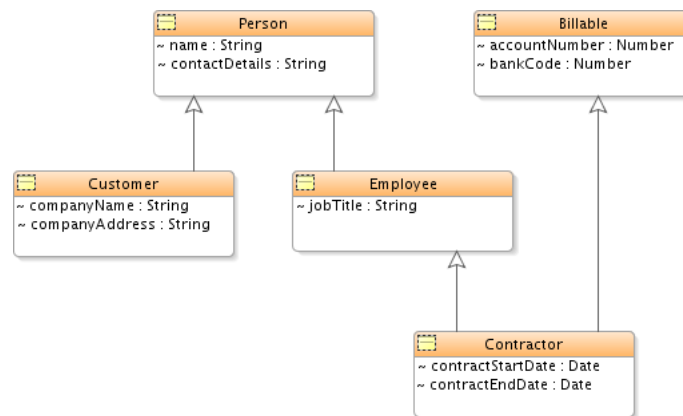 Person
~ name : String
~ contactDetails : String
Billable
~ accountNumber : Number
~ bankCode : Number
Customer
~ companyName : String
~ companyAddress : String
Employee
~ jobTitle : String
Contractor
~ contractStartDate : Date
~ contractEndDate : Date